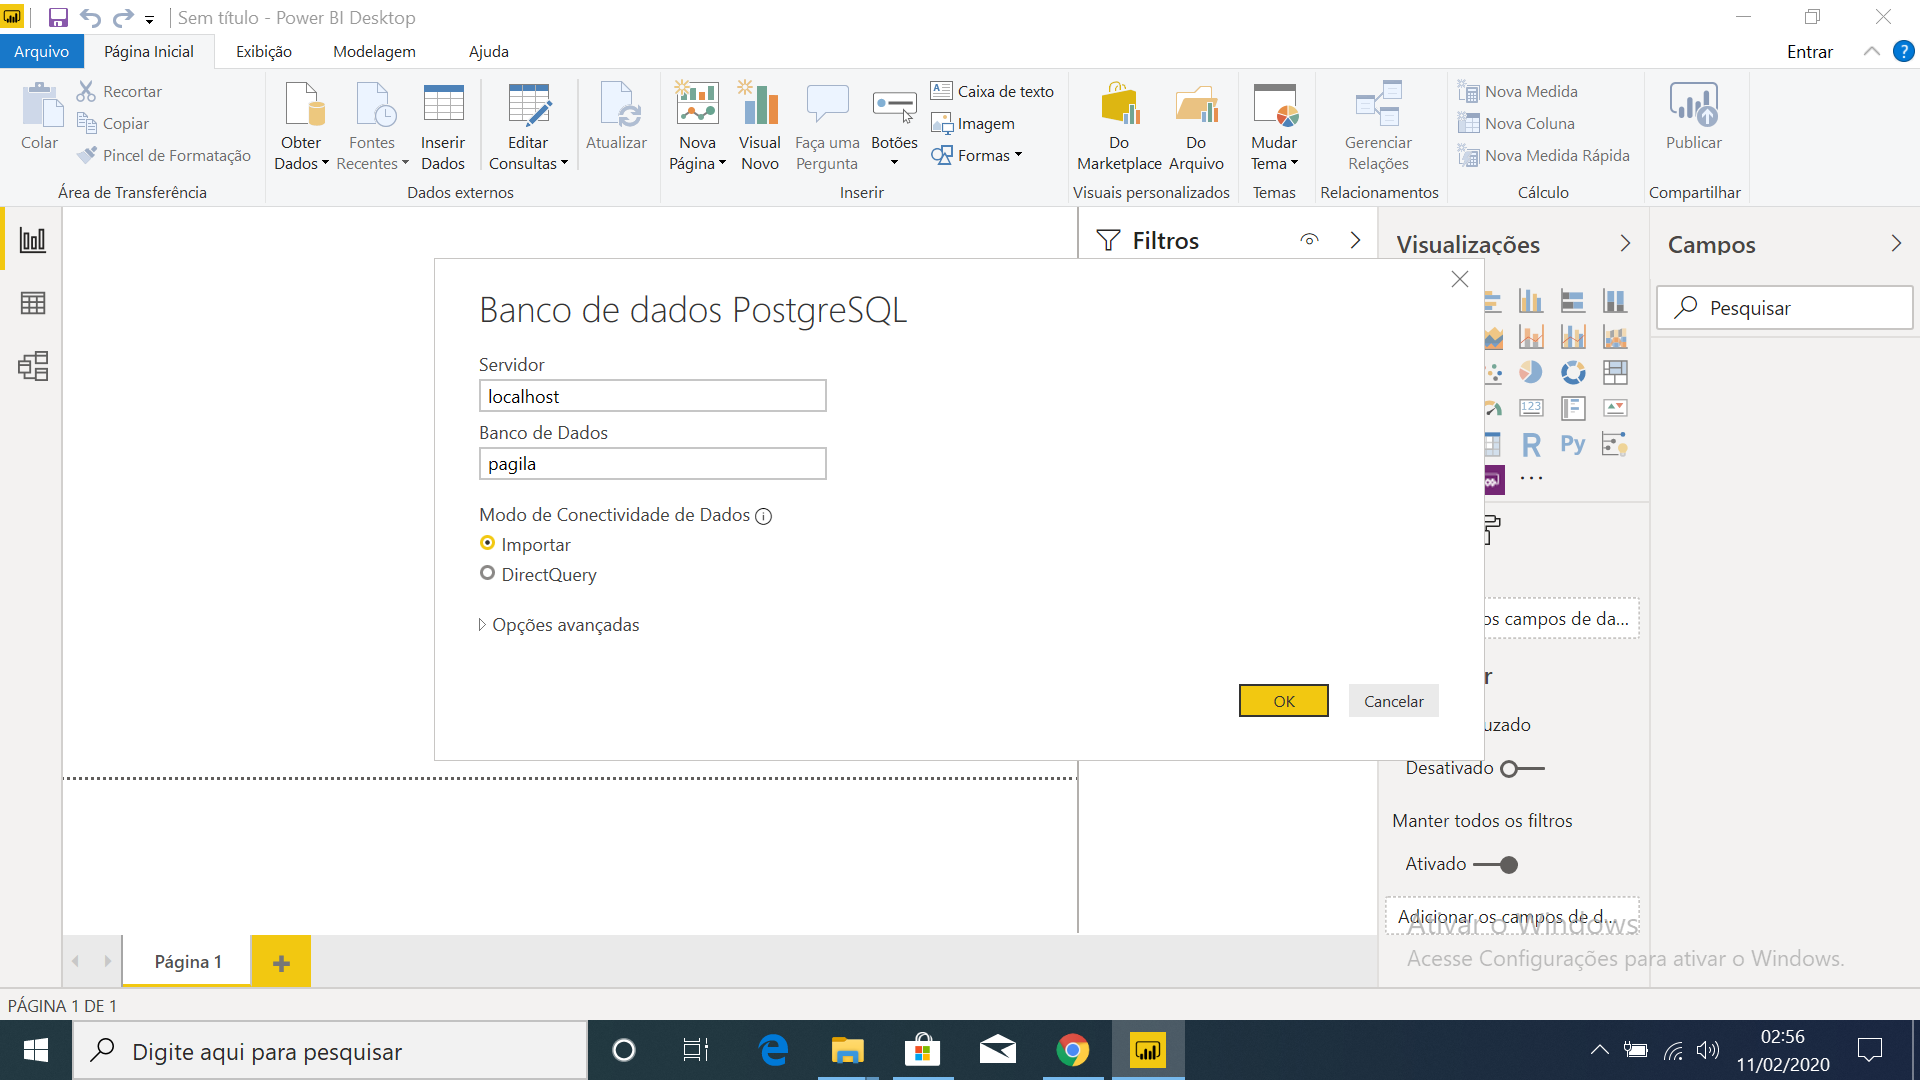 Sem título - Power BI Desktop
Arquivo
Página Inicial
Exibição
Modelagem
Ajuda
Entrar
?
Colar
Recortar
Copiar
Pincel de Formatação
Área de Transferência
Obter Dados
Fontes Recentes
Inserir Dados
Editar Consultas
Atualizar
Dados externos
Nova Página
Visual Novo
Faça uma Pergunta
Botões
Caixa de texto
Imagem
Formas
Inserir
Do Marketplace
Do Arquivo
Visuais personalizados
Mudar Tema
Temas
Gerenciar Relações
Relacionamentos
Nova Medida
Nova Coluna
Nova Medida Rápida
Cálculo
Publicar
Compartilhar
Filtros
Visualizações
Campos
Pesquisar
Banco de dados PostgreSQL
Servidor
localhost
Banco de Dados
pagila
Modo de Conectividade de Dados
Importar
DirectQuery
Opções avançadas
OK
Cancelar
123
R
Py
os campos de da...
r
uzado
Desativado
Manter todos os filtros
Ativado
Adicionar os campos de d...
Ativar o Windows
Acesse Configurações para ativar o Windows.
Página 1
PÁGINA 1 DE 1
Digite aqui para pesquisar
02:56
11/02/2020